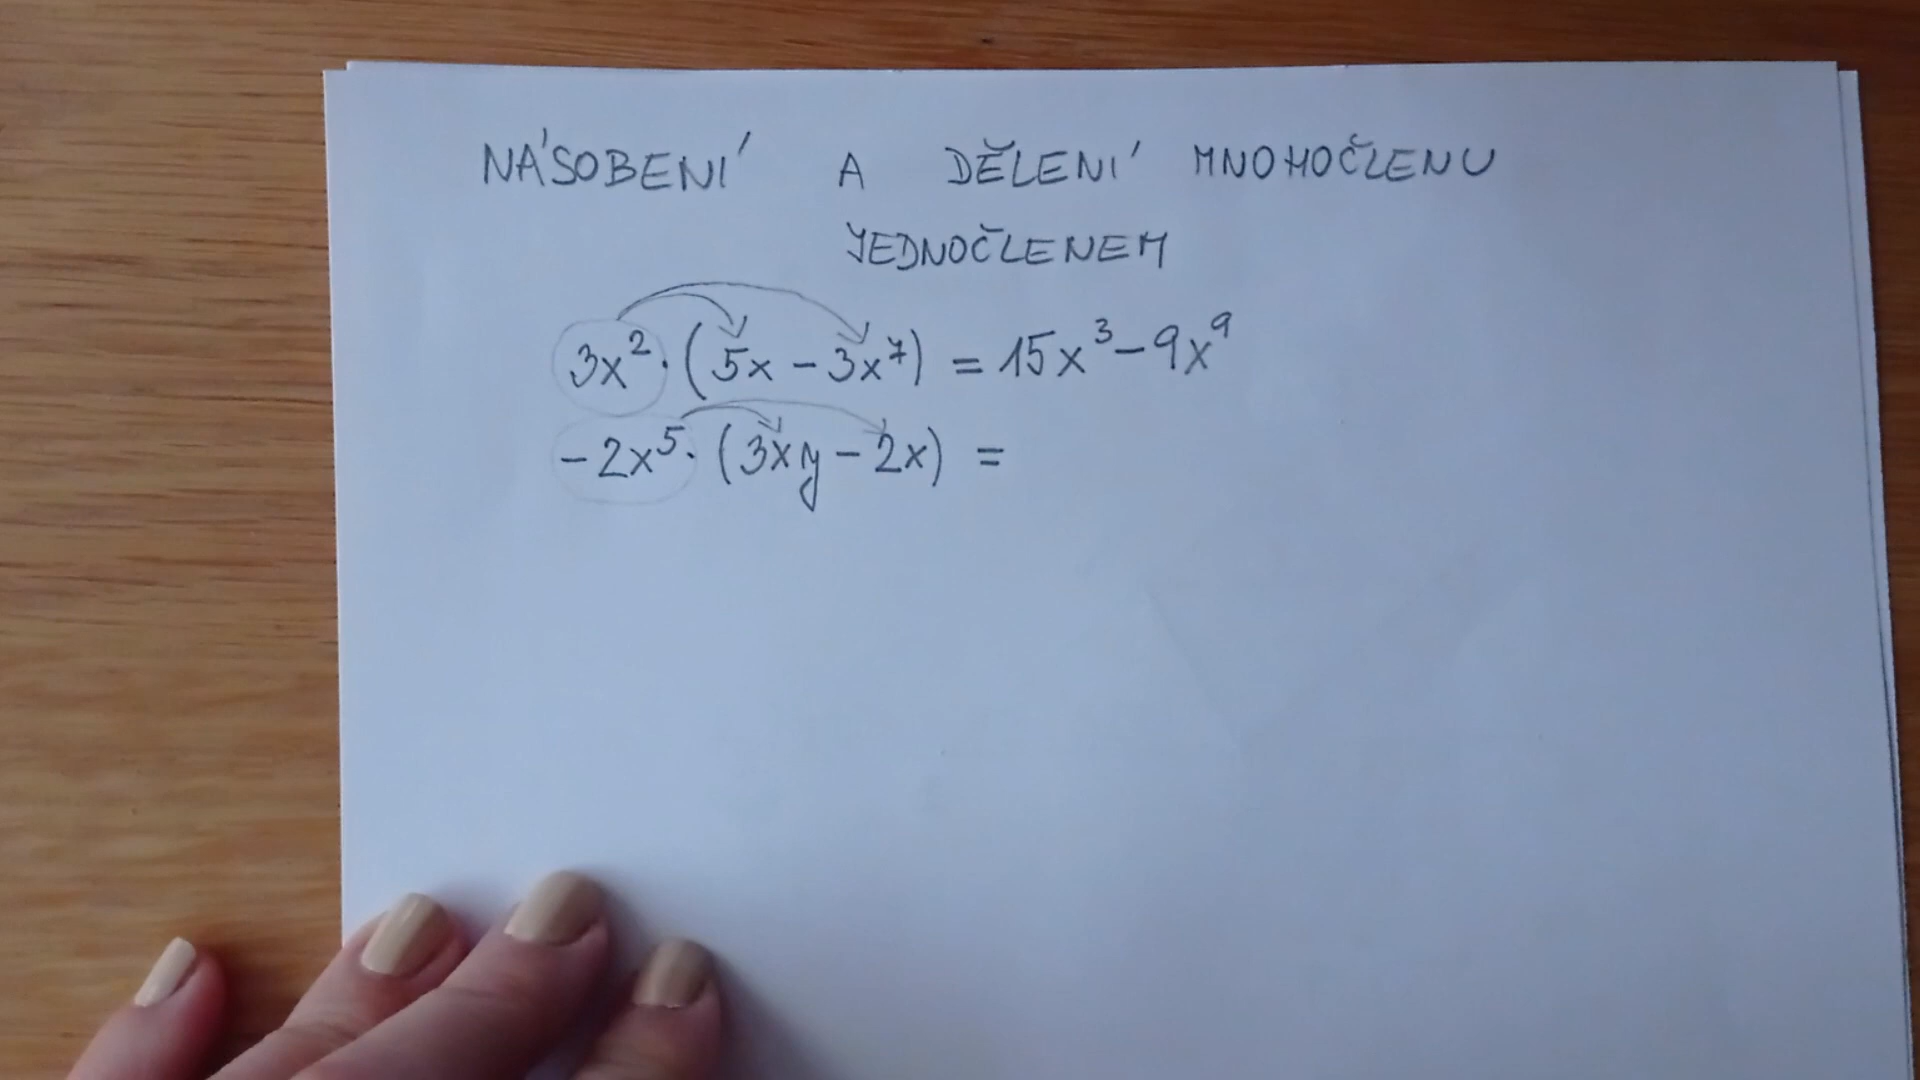 NÁSOBENÍ A DĚLENÍ MNOHOČLENU
JEDNOČLENEM
3x² · (5x − 3x⁷) = 15x³ − 9x⁹
−2x⁵ · (3xy − 2x) =